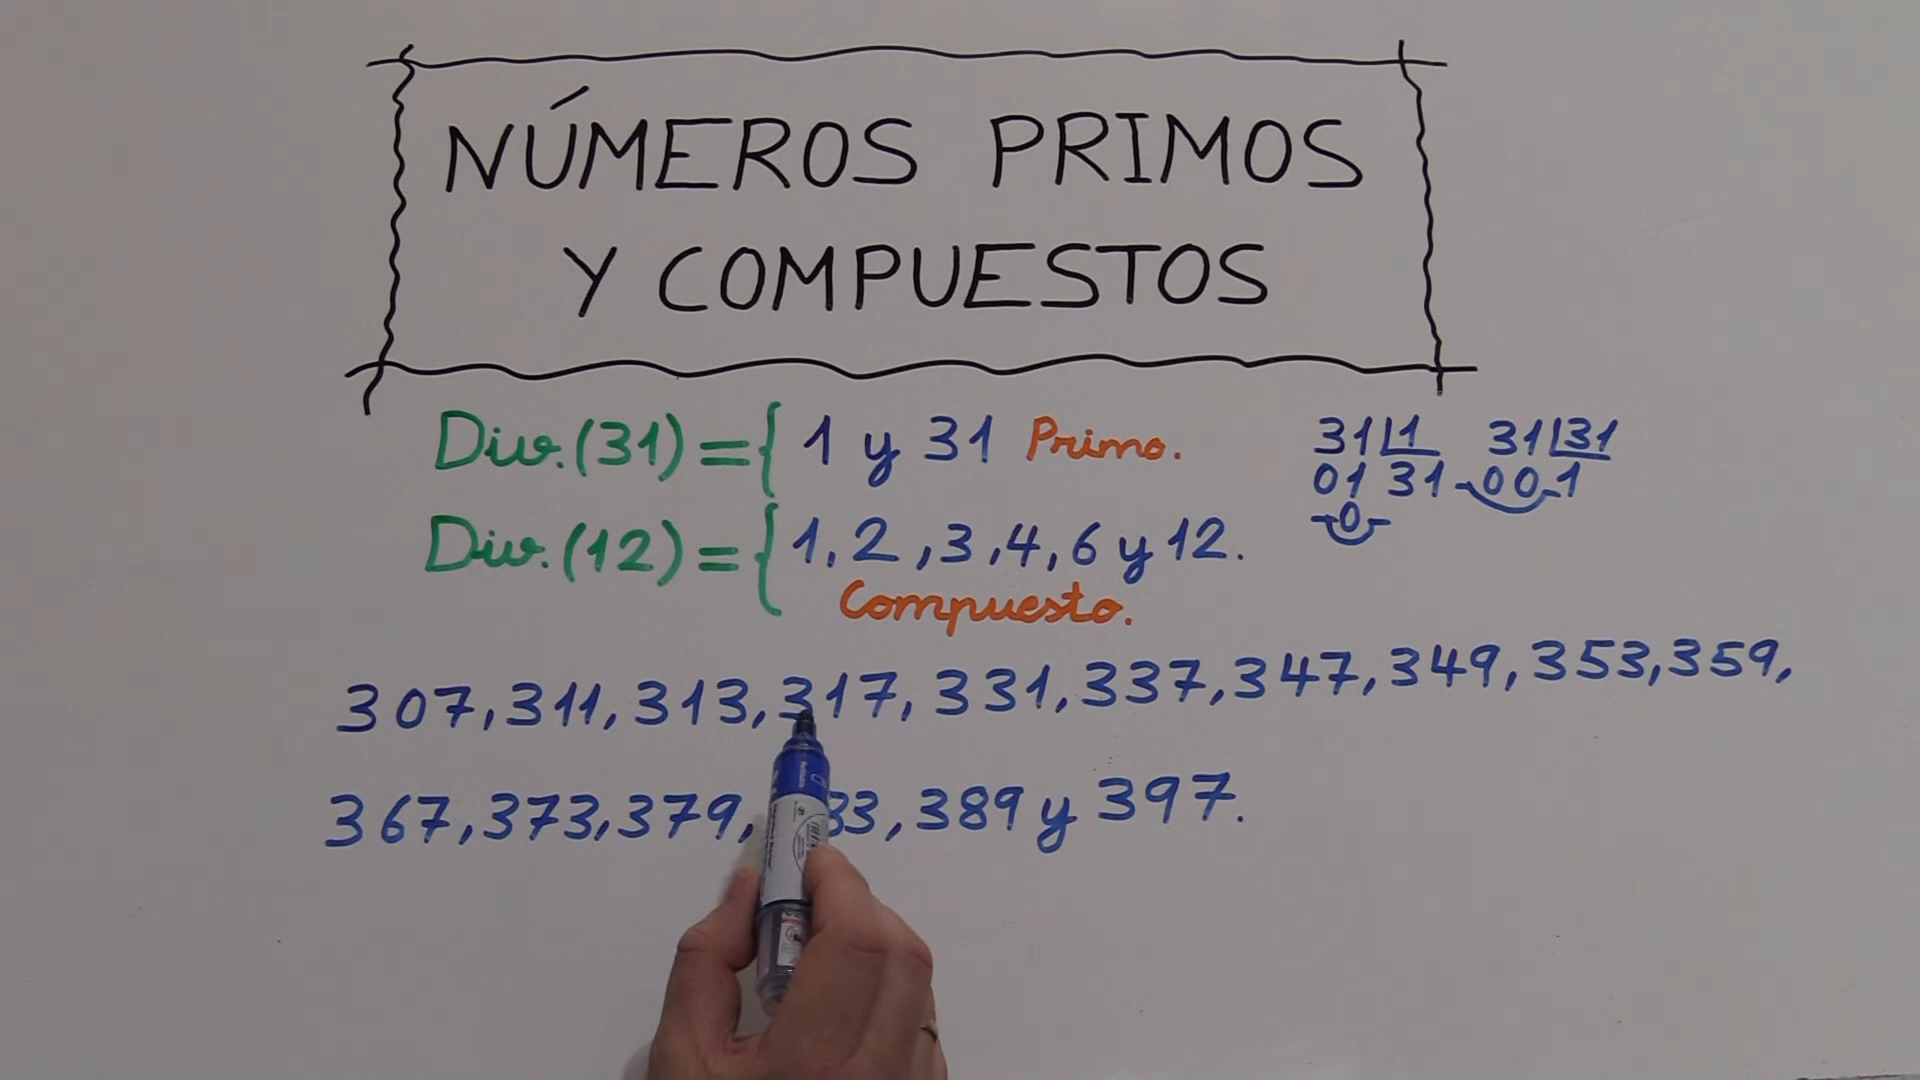 NÚMEROS PRIMOS
Y COMPUESTOS
Div.(31)={ 1 y 31 Primo.
31 1 31 31
01 31 00 1
0
Div.(12)={ 1, 2, 3, 4, 6 y 12.
Compuesto.
307, 311, 313, 317, 331, 337, 347, 349, 353, 359,
367, 373, 379, 83, 389 y 397.